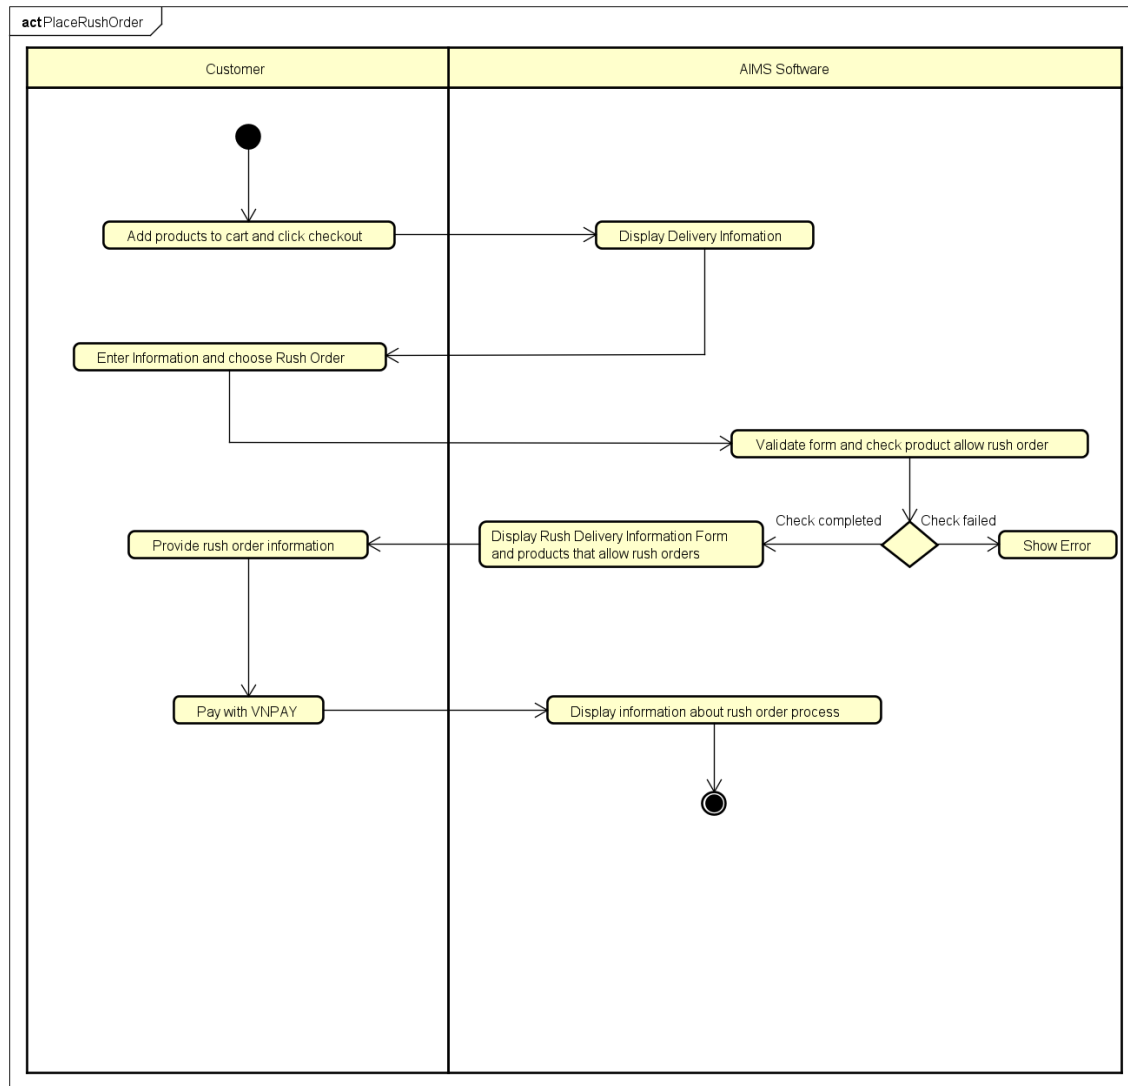 actPlaceRushOrder
Customer
AIMS Software
Add products to cart and click checkout
Display Delivery Infomation
Enter Information and choose Rush Order
Validate form and check product allow rush order
Check completed
Check failed
Provide rush order information
Display Rush Delivery Information Form
and products that allow rush orders
Show Error
Pay with VNPAY
Display information about rush order process